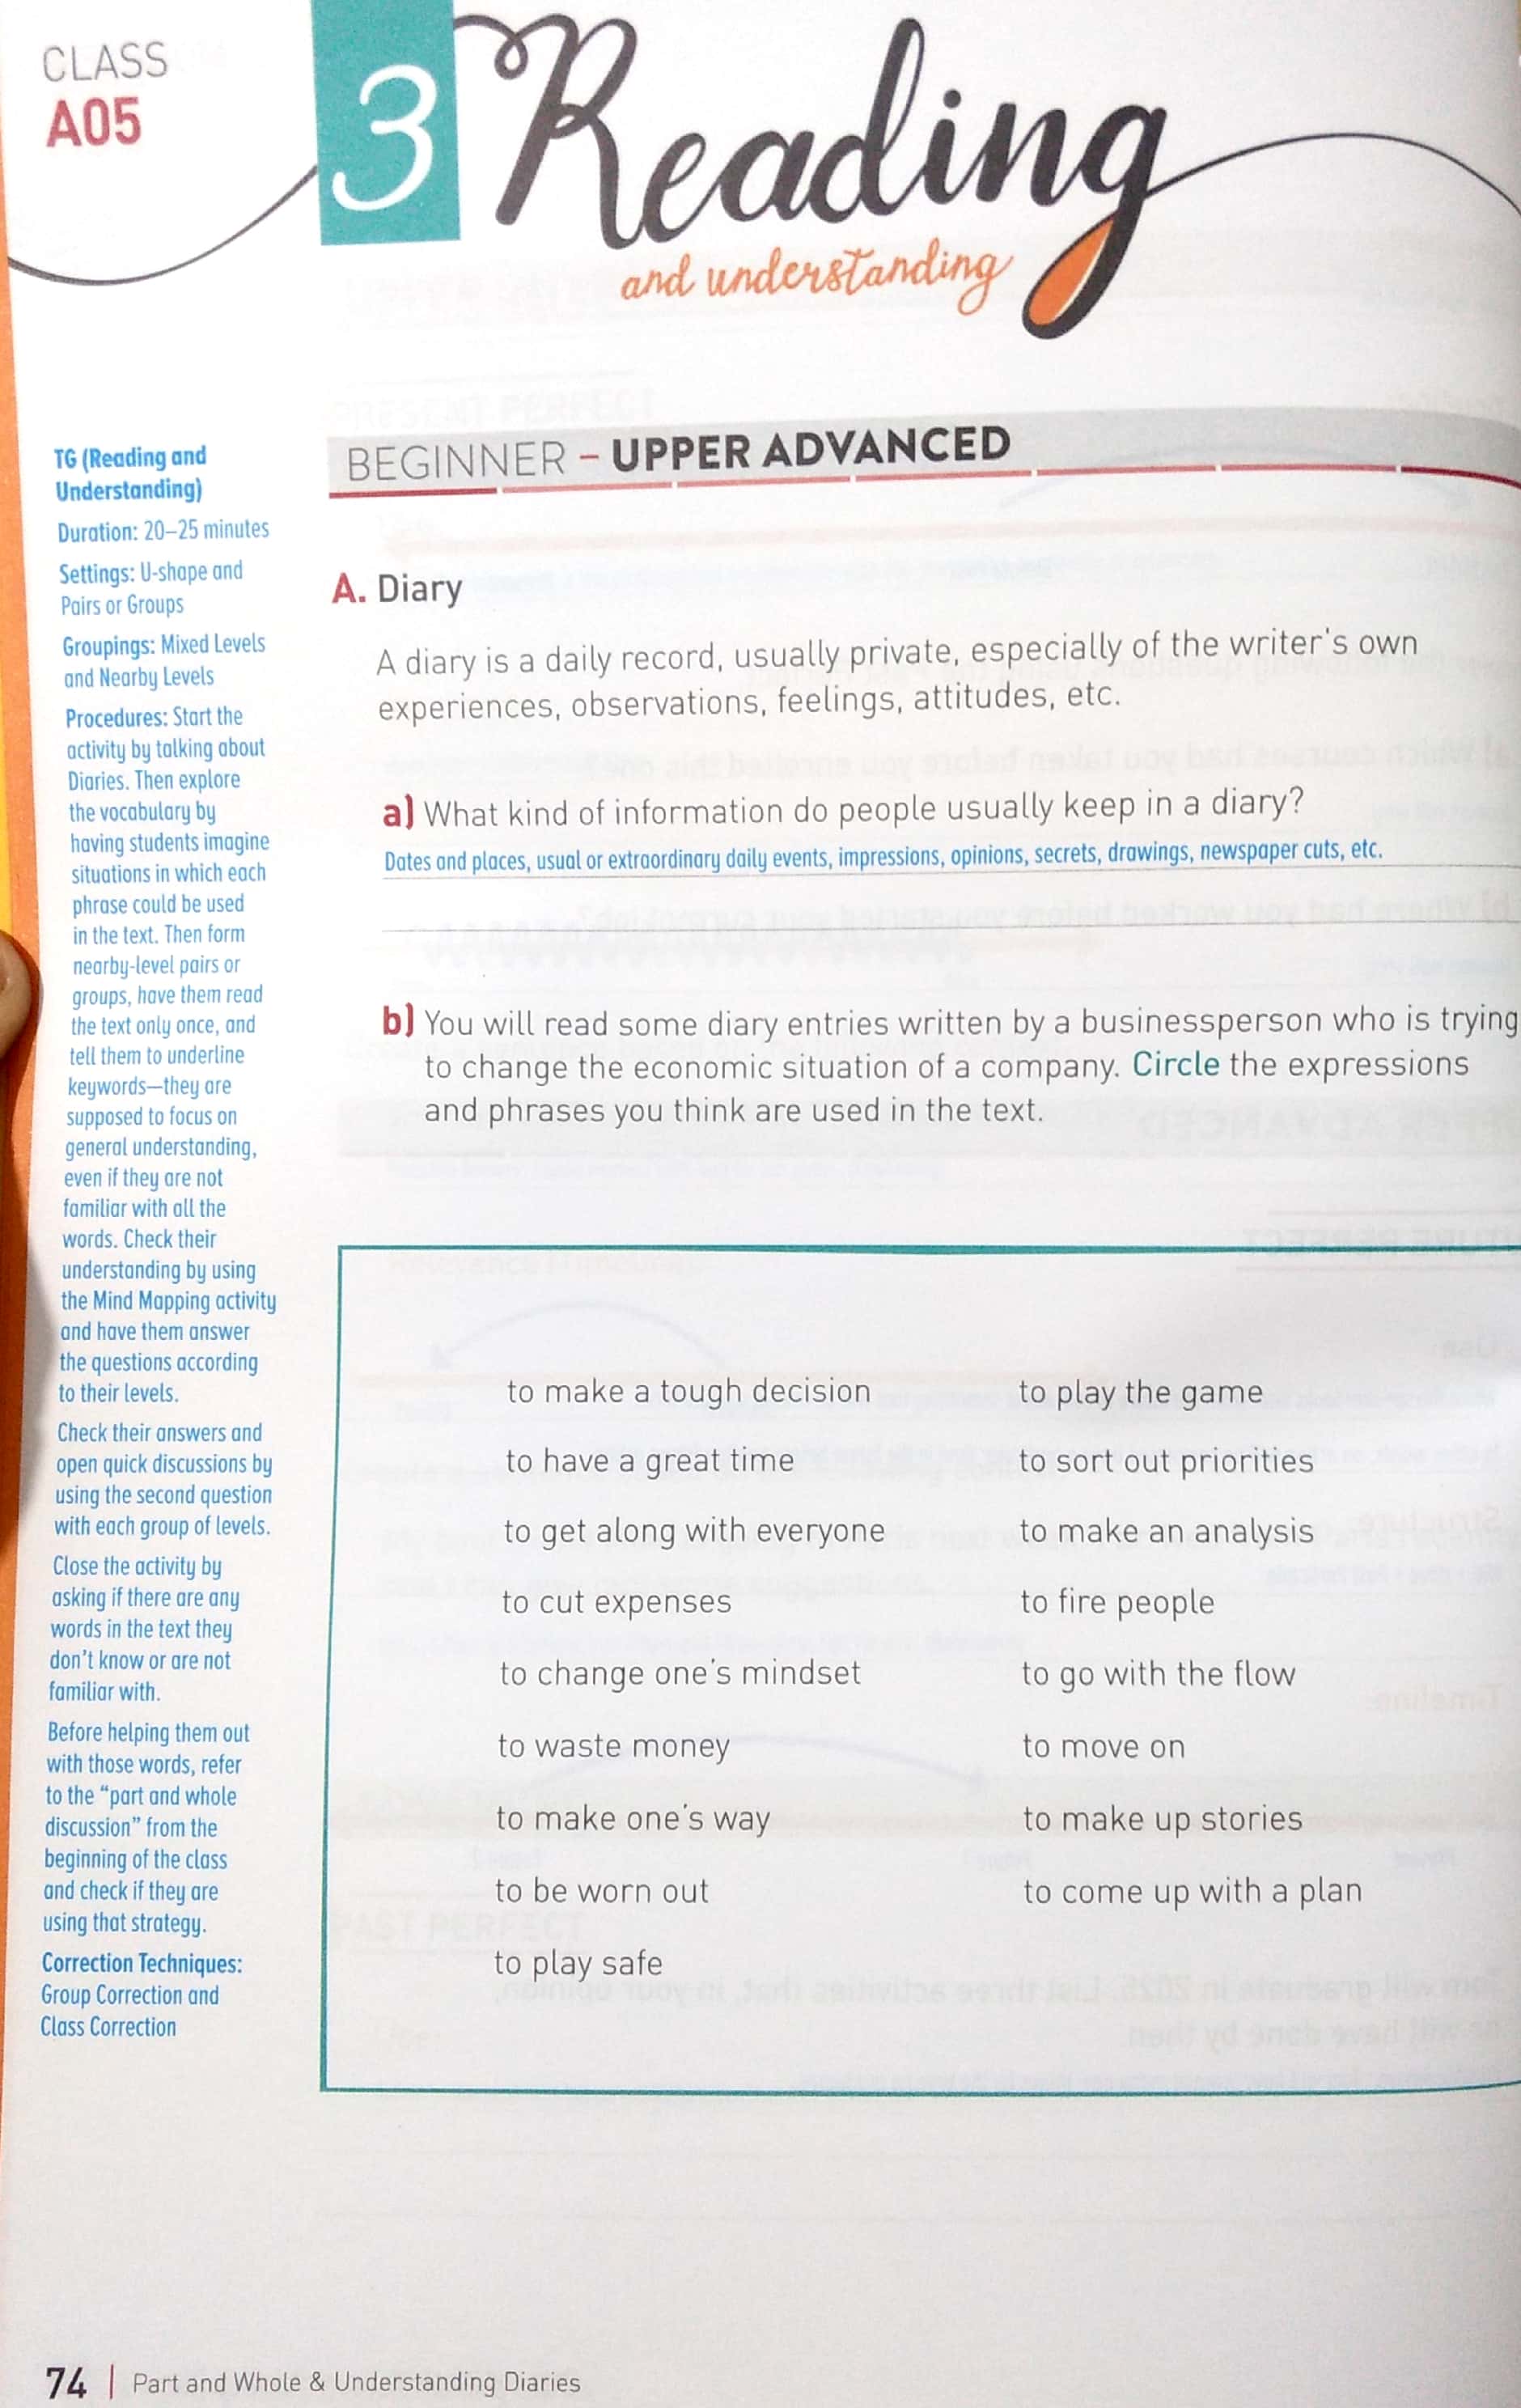 CLASS
A05
3 Reading
and understanding
TG (Reading and
Understanding)
Duration: 20–25 minutes
Settings: U-shape and
Pairs or Groups
Groupings: Mixed Levels
and Nearby Levels
Procedures: Start the
activity by talking about
Diaries. Then explore
the vocabulary by
having students imagine
situations in which each
phrase could be used
in the text. Then form
nearby-level pairs or
groups, have them read
the text only once, and
tell them to underline
keywords—they are
supposed to focus on
general understanding,
even if they are not
familiar with all the
words. Check their
understanding by using
the Mind Mapping activity
and have them answer
the questions according
to their levels.
Check their answers and
open quick discussions by
using the second question
with each group of levels.
Close the activity by
asking if there are any
words in the text they
don't know or are not
familiar with.
Before helping them out
with those words, refer
to the "part and whole
discussion" from the
beginning of the class
and check if they are
using that strategy.
Correction Techniques:
Group Correction and
Class Correction
BEGINNER – UPPER ADVANCED
A. Diary
A diary is a daily record, usually private, especially of the writer's own
experiences, observations, feelings, attitudes, etc.
a) What kind of information do people usually keep in a diary?
Dates and places, usual or extraordinary daily events, impressions, opinions, secrets, drawings, newspaper cuts, etc.
b) You will read some diary entries written by a businessperson who is trying
to change the economic situation of a company. Circle the expressions
and phrases you think are used in the text.
to make a tough decision
to have a great time
to get along with everyone
to cut expenses
to change one's mindset
to waste money
to make one's way
to be worn out
to play safe
to play the game
to sort out priorities
to make an analysis
to fire people
to go with the flow
to move on
to make up stories
to come up with a plan
74 | Part and Whole & Understanding Diaries